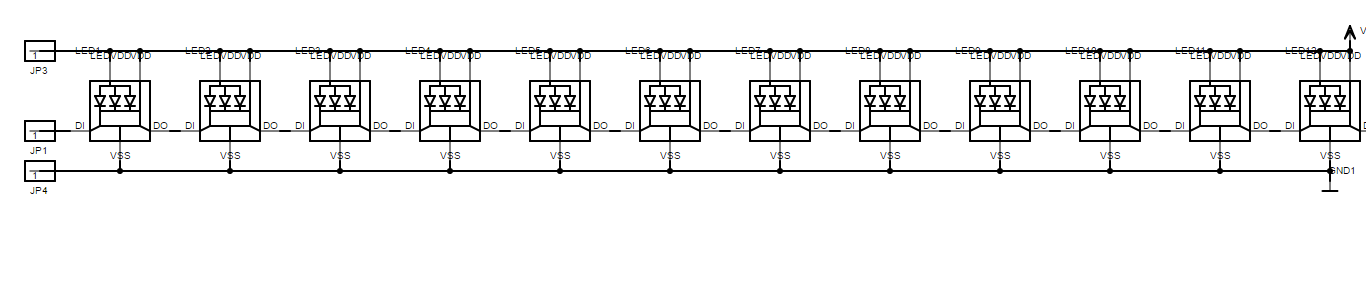 LED1 LED2 LED3 LED4 LED5 LED6 LED7 LED8 LED9 LED10 LED11 LED12 V
LEDVDDVDD LEDVDDVDD LEDVDDVDD LEDVDDVDD LEDVDDVDD LEDVDDVDD LEDVDDVDD LEDVDDVDD LEDVDDVDD LEDVDDVDD LEDVDDVDD LEDVDDVDD
1
JP3
1 DI DO DI DO DI DO DI DO DI DO DI DO DI DO DI DO DI DO DI DO DI DO DI D
JP1
VSS VSS VSS VSS VSS VSS VSS VSS VSS VSS VSS VSS
1 GND1
JP4